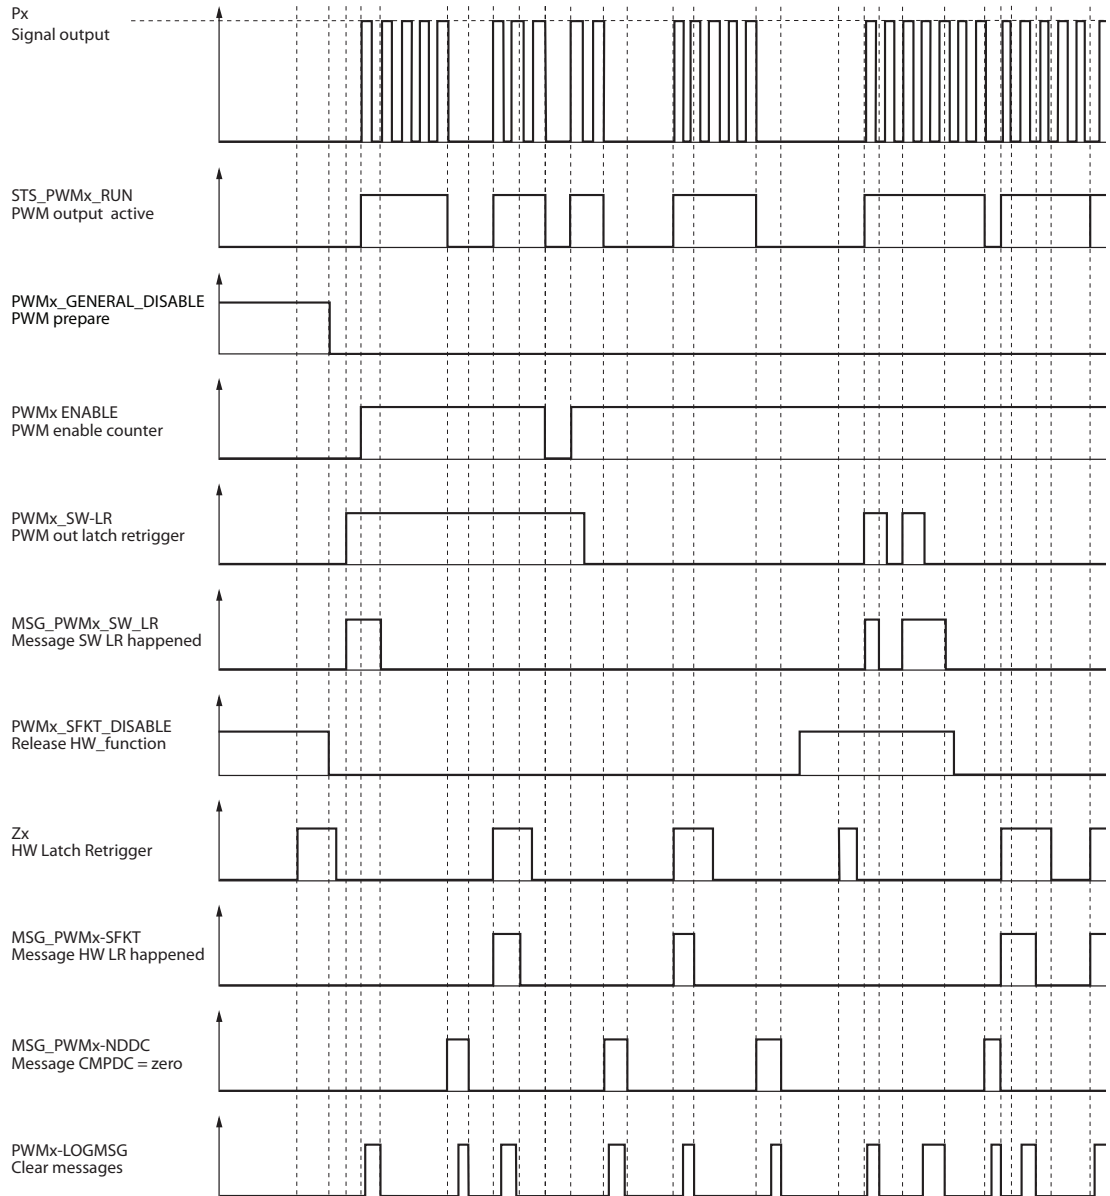 Px
Signal output
STS_PWMx_RUN
PWM output active
PWMx_GENERAL_DISABLE
PWM prepare
PWMx ENABLE
PWM enable counter
PWMx_SW-LR
PWM out latch retrigger
MSG_PWMx_SW_LR
Message SW LR happened
PWMx_SFKT_DISABLE
Release HW_function
Zx
HW Latch Retrigger
MSG_PWMx-SFKT
Message HW LR happened
MSG_PWMx-NDDC
Message CMPDC = zero
PWMx-LOGMSG
Clear messages